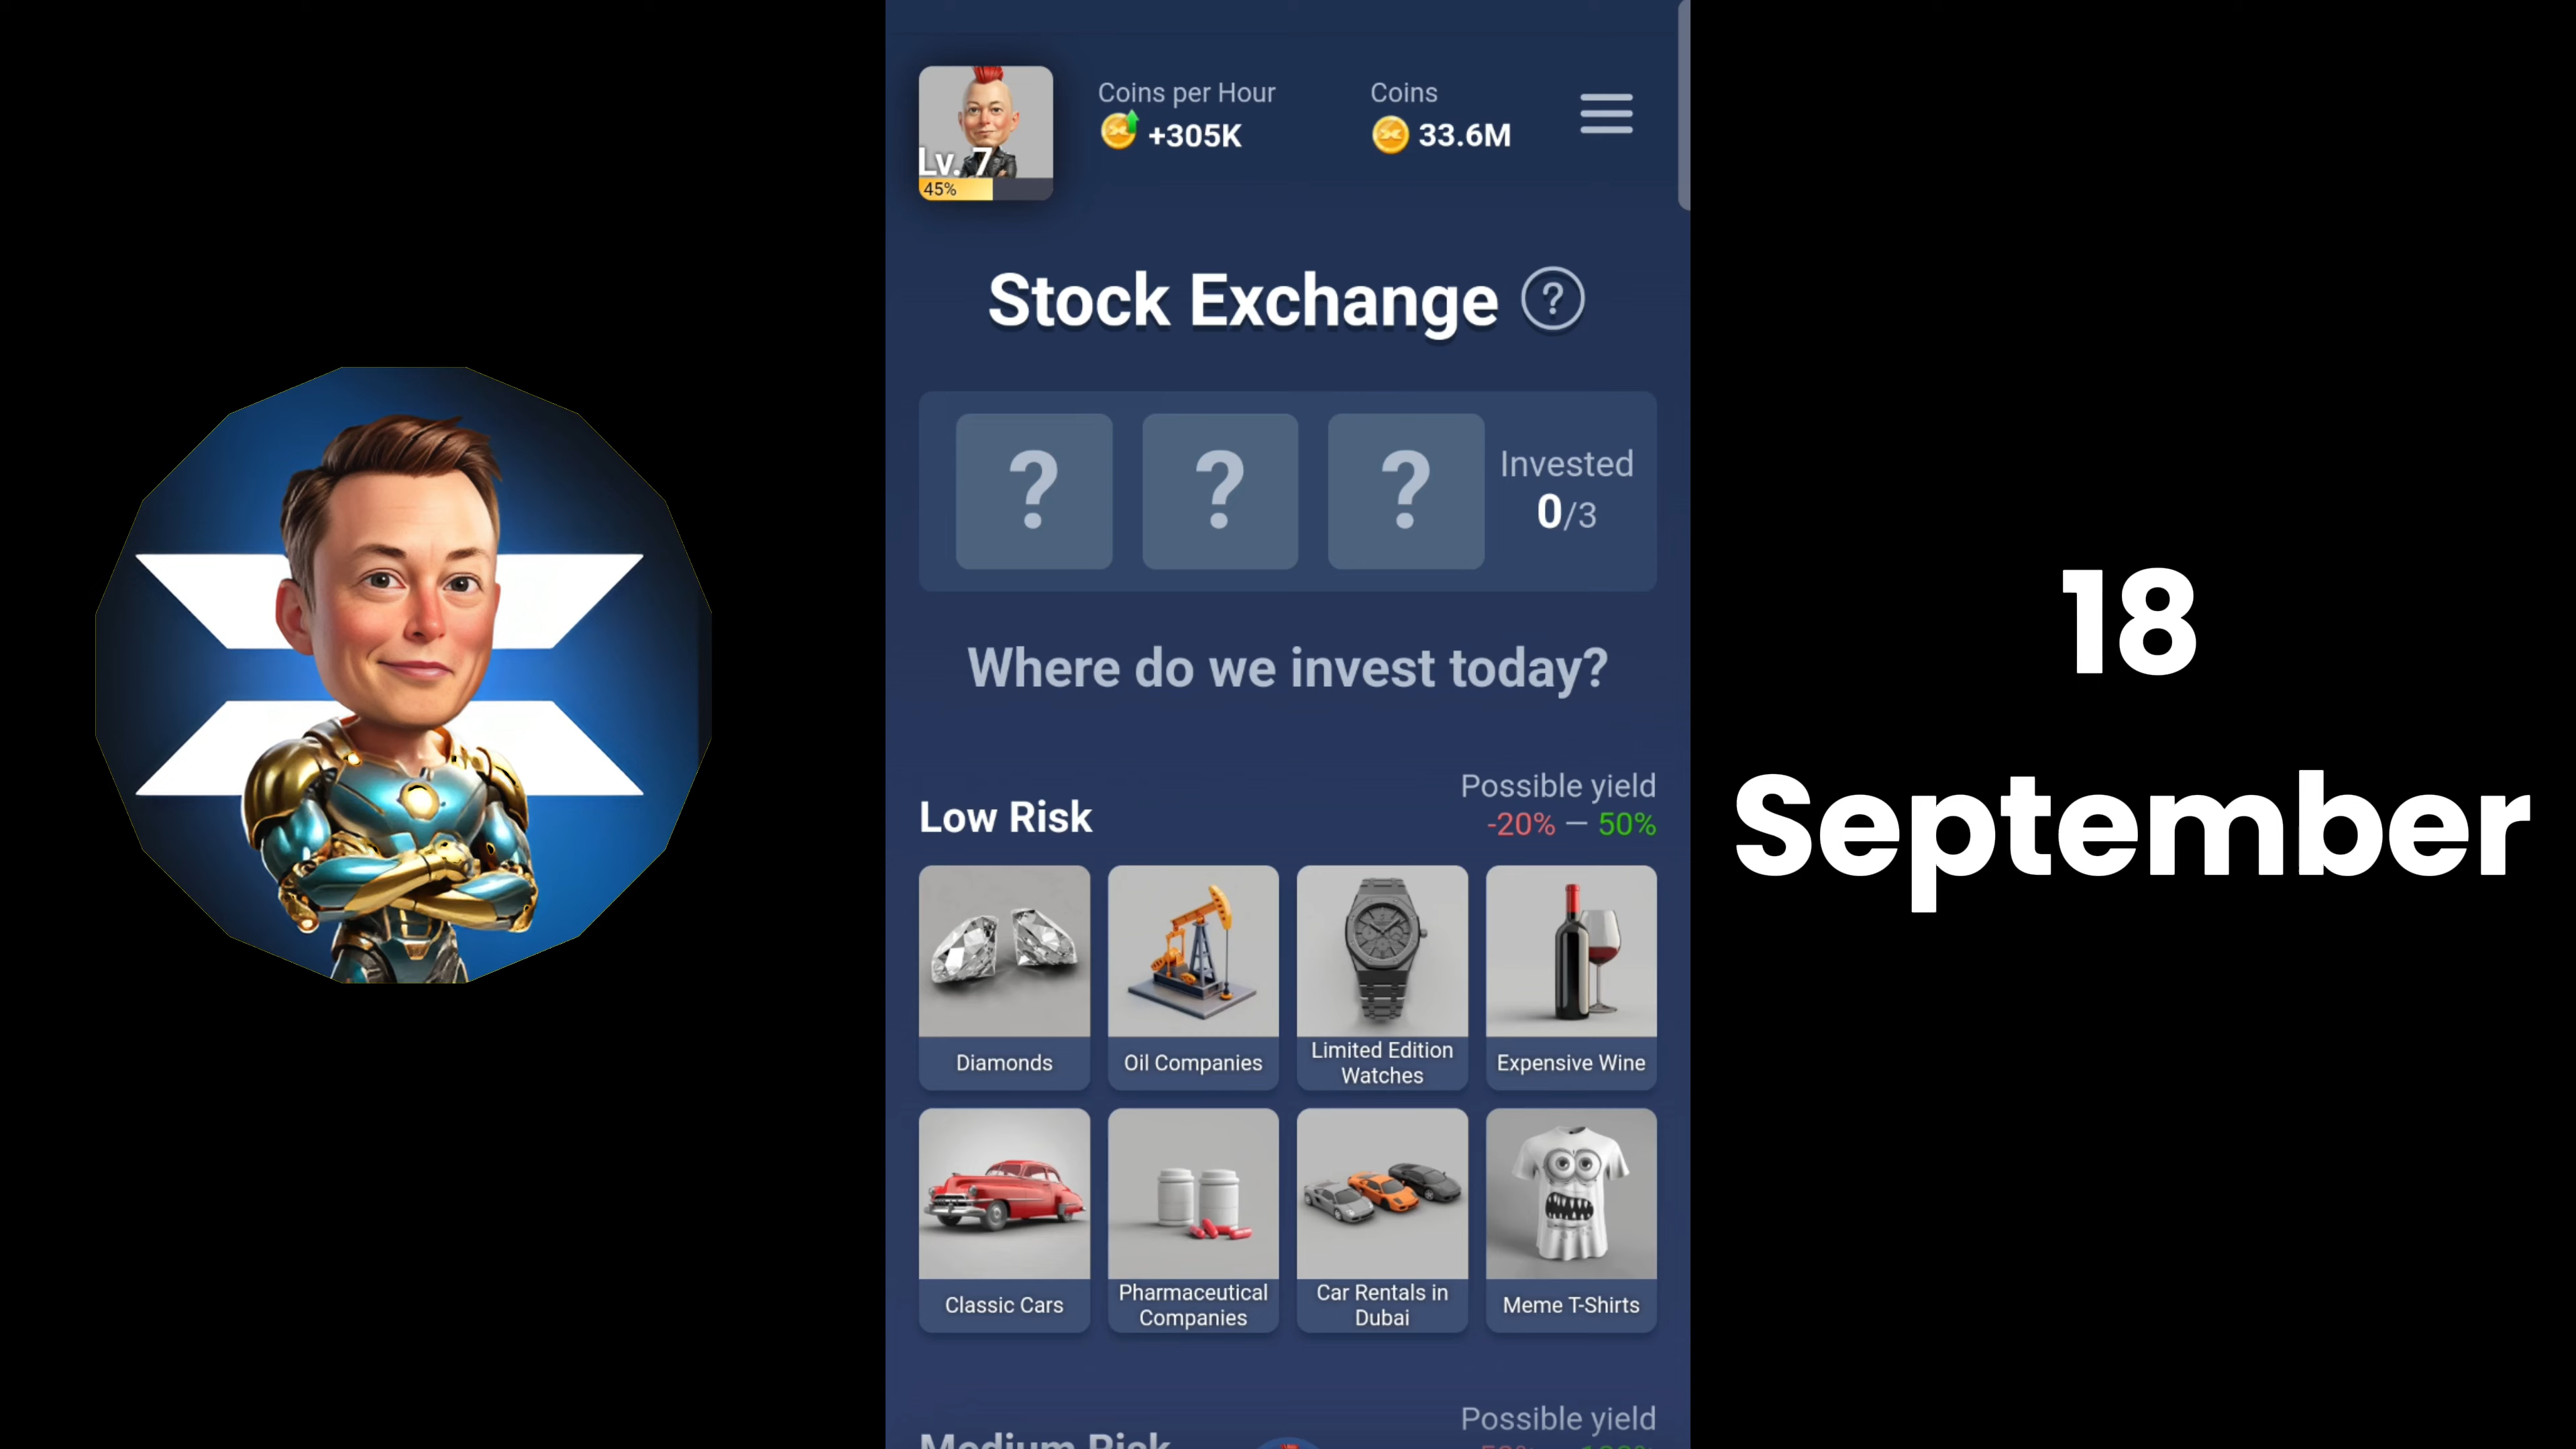 Coins per Hour
+305K
Coins
33.6M
Lv. 7
45%
Stock Exchange ?
? ? ?
Invested
0/3
Where do we invest today?
Low Risk
Possible yield
-20% — 50%
Diamonds
Oil Companies
Limited Edition
Watches
Expensive Wine
Classic Cars
Pharmaceutical
Companies
Car Rentals in
Dubai
Meme T-Shirts
Medium Risk
Possible yield
18
September